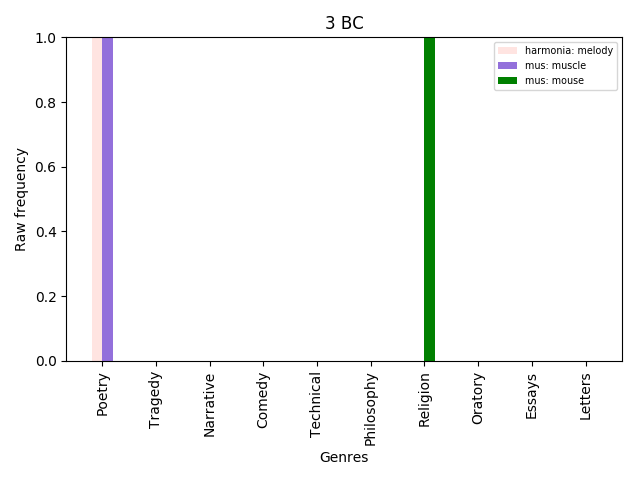 3 BC
harmonia: melody
mus: muscle
mus: mouse
Raw frequency
1.0
0.8
0.6
0.4
0.2
0.0
Poetry
Tragedy
Narrative
Comedy
Technical
Philosophy
Religion
Oratory
Essays
Letters
Genres